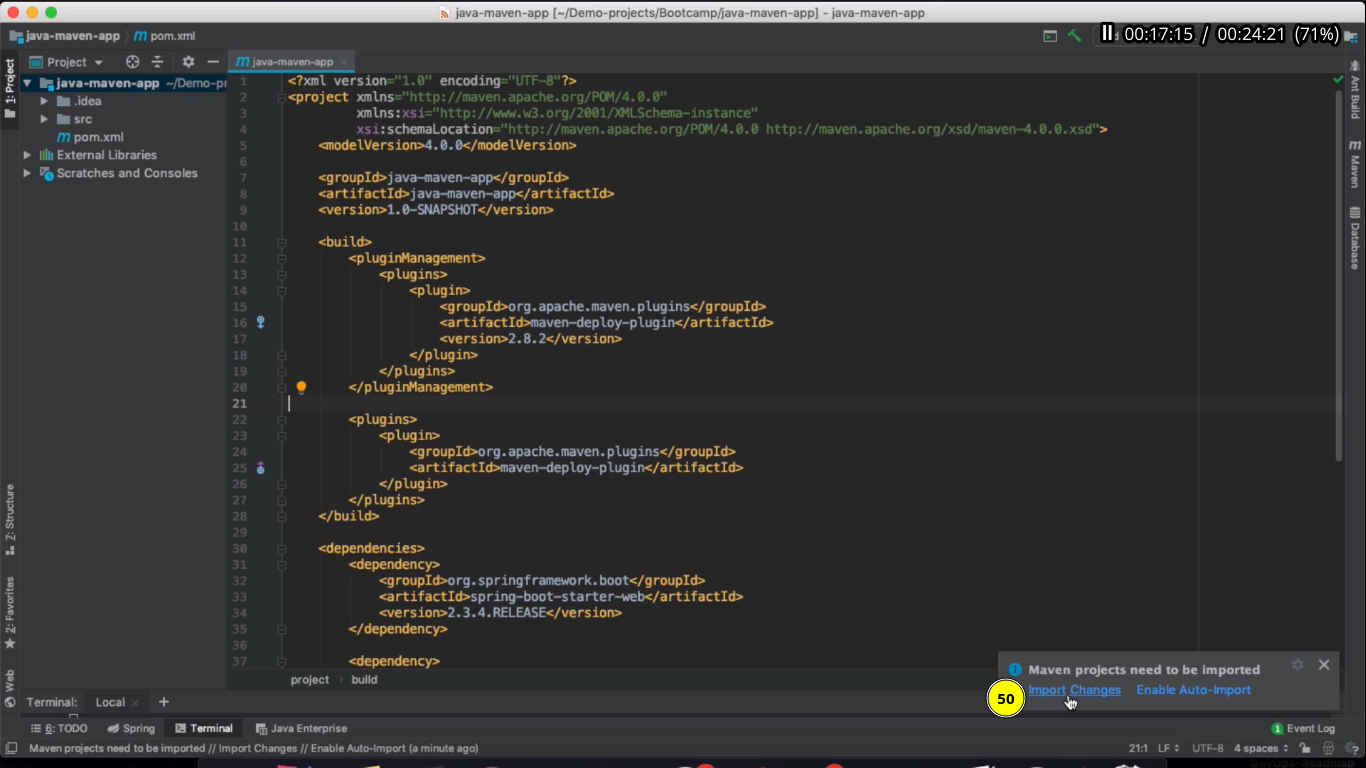 java-maven-app [~/Demo-projects/Bootcamp/java-maven-app] - java-maven-app
java-maven-app
pom.xml
00:17:15 / 00:24:21 (71%)
Project
java-maven-app
java-maven-app ~/Demo-pr
.idea
src
pom.xml
External Libraries
Scratches and Consoles
1: Project
Z: Structure
2: Favorites
Web
1 <?xml version="1.0" encoding="UTF-8"?>
2 <project xmlns="http://maven.apache.org/POM/4.0.0"
3 xmlns:xsi="http://www.w3.org/2001/XMLSchema-instance"
4 xsi:schemaLocation="http://maven.apache.org/POM/4.0.0 http://maven.apache.org/xsd/maven-4.0.0.xsd">
5 <modelVersion>4.0.0</modelVersion>
6
7 <groupId>java-maven-app</groupId>
8 <artifactId>java-maven-app</artifactId>
9 <version>1.0-SNAPSHOT</version>
10
11 <build>
12 <pluginManagement>
13 <plugins>
14 <plugin>
15 <groupId>org.apache.maven.plugins</groupId>
16 <artifactId>maven-deploy-plugin</artifactId>
17 <version>2.8.2</version>
18 </plugin>
19 </plugins>
20 </pluginManagement>
21
22 <plugins>
23 <plugin>
24 <groupId>org.apache.maven.plugins</groupId>
25 <artifactId>maven-deploy-plugin</artifactId>
26 </plugin>
27 </plugins>
28 </build>
29
30 <dependencies>
31 <dependency>
32 <groupId>org.springframework.boot</groupId>
33 <artifactId>spring-boot-starter-web</artifactId>
34 <version>2.3.4.RELEASE</version>
35 </dependency>
36
37 <dependency>
Ant Build
Maven
Database
project › build
Maven projects need to be imported
50
Import Changes Enable Auto-Import
Terminal: Local
6: TODO Spring Terminal Java Enterprise
1 Event Log
Maven projects need to be imported // Import Changes // Enable Auto-Import (a minute ago)
21:1 LF UTF-8 4 spaces